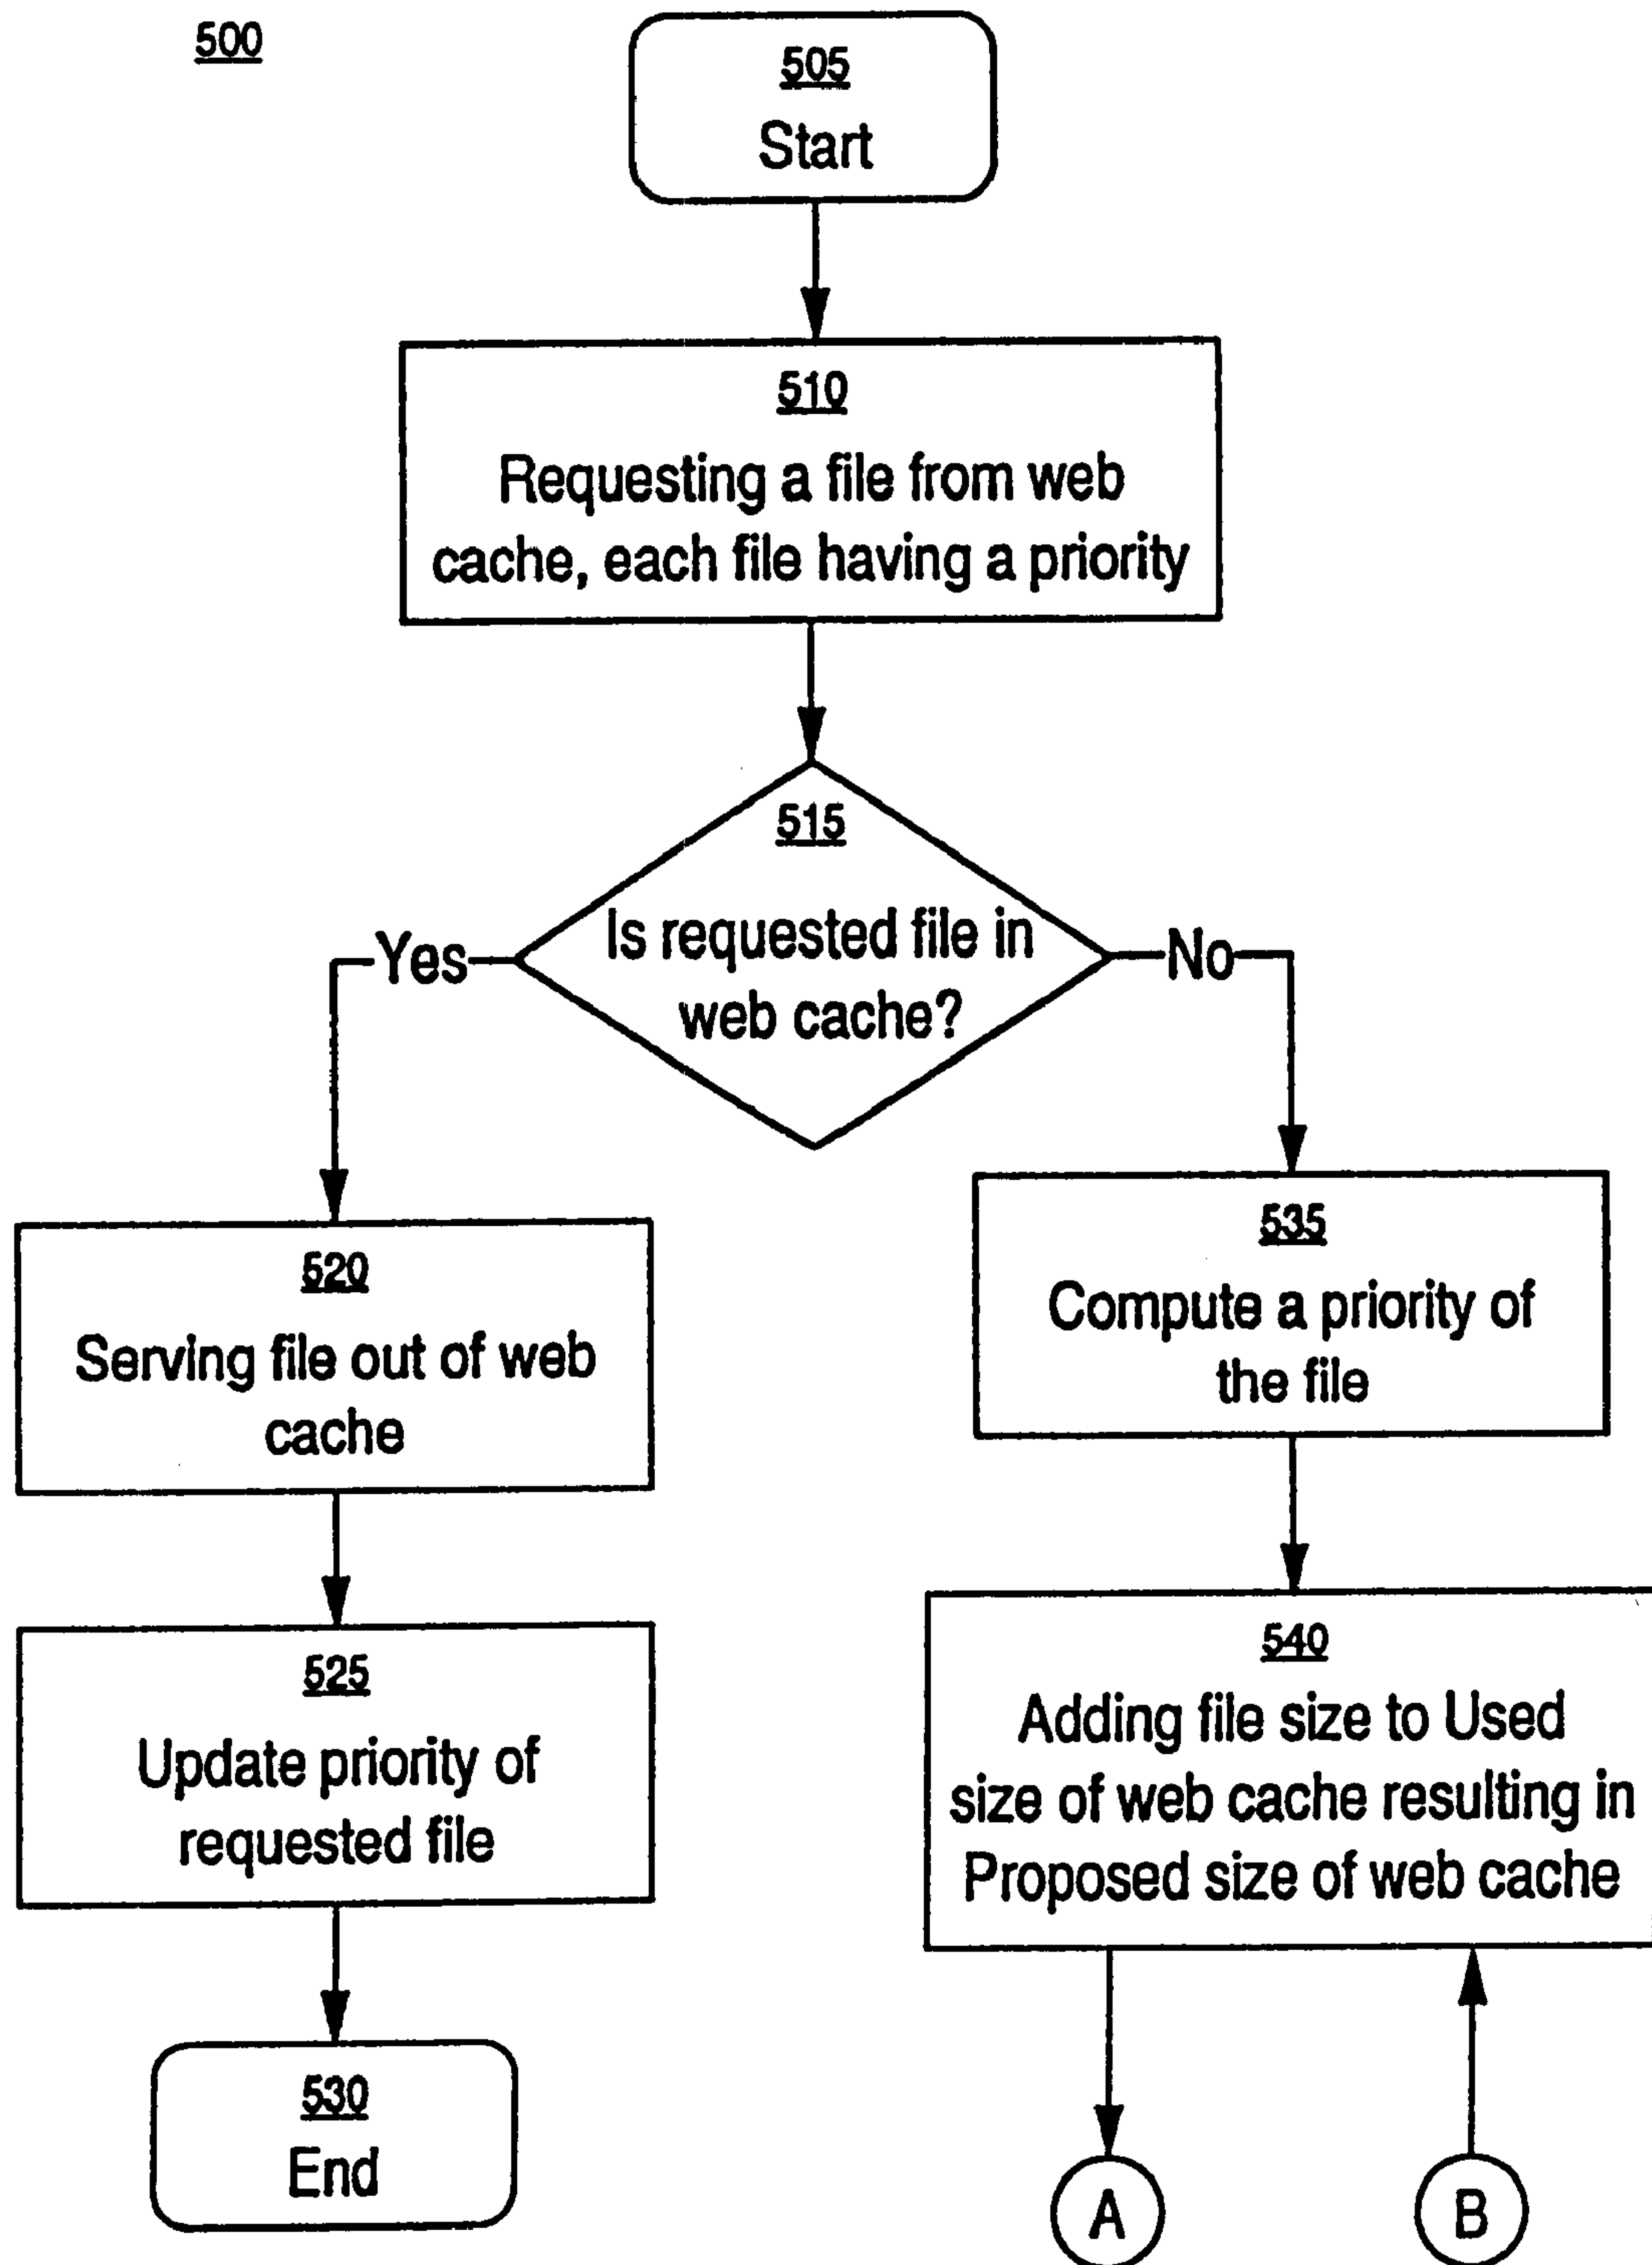 500
505
Start
510
Requesting a file from web
cache, each file having a priority
515
Is requested file in
web cache?
Yes
No
520
Serving file out of web
cache
535
Compute a priority of
the file
525
Update priority of
requested file
540
Adding file size to Used
size of web cache resulting in
Proposed size of web cache
530
End
A
B